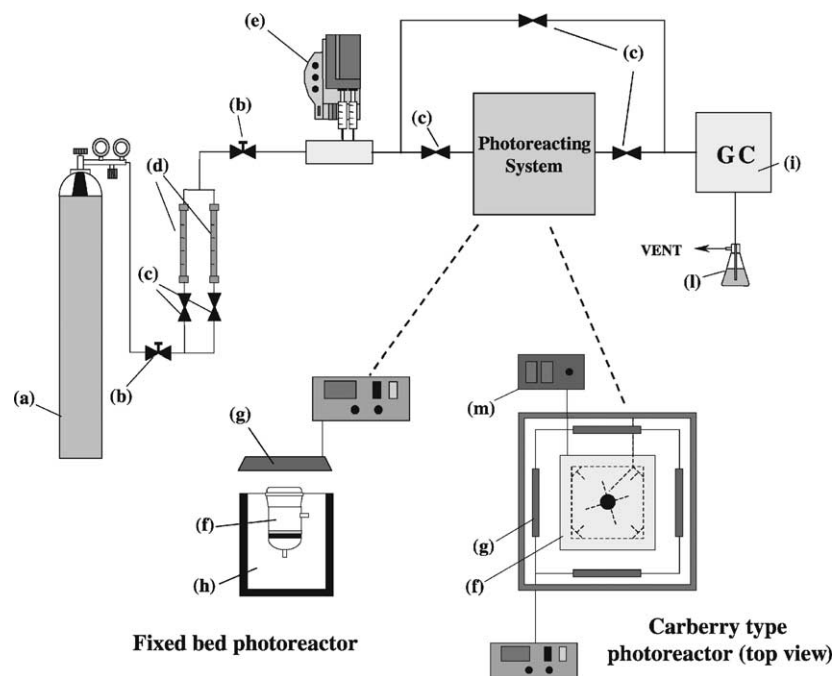 (e)
(c)
(b)
(c)
Photoreacting
System
GC
(i)
(d)
VENT
(l)
(c)
(a)
(b)
(m)
(g)
(f)
(h)
(g)
(f)
Fixed bed photoreactor
Carberry type
photoreactor (top view)